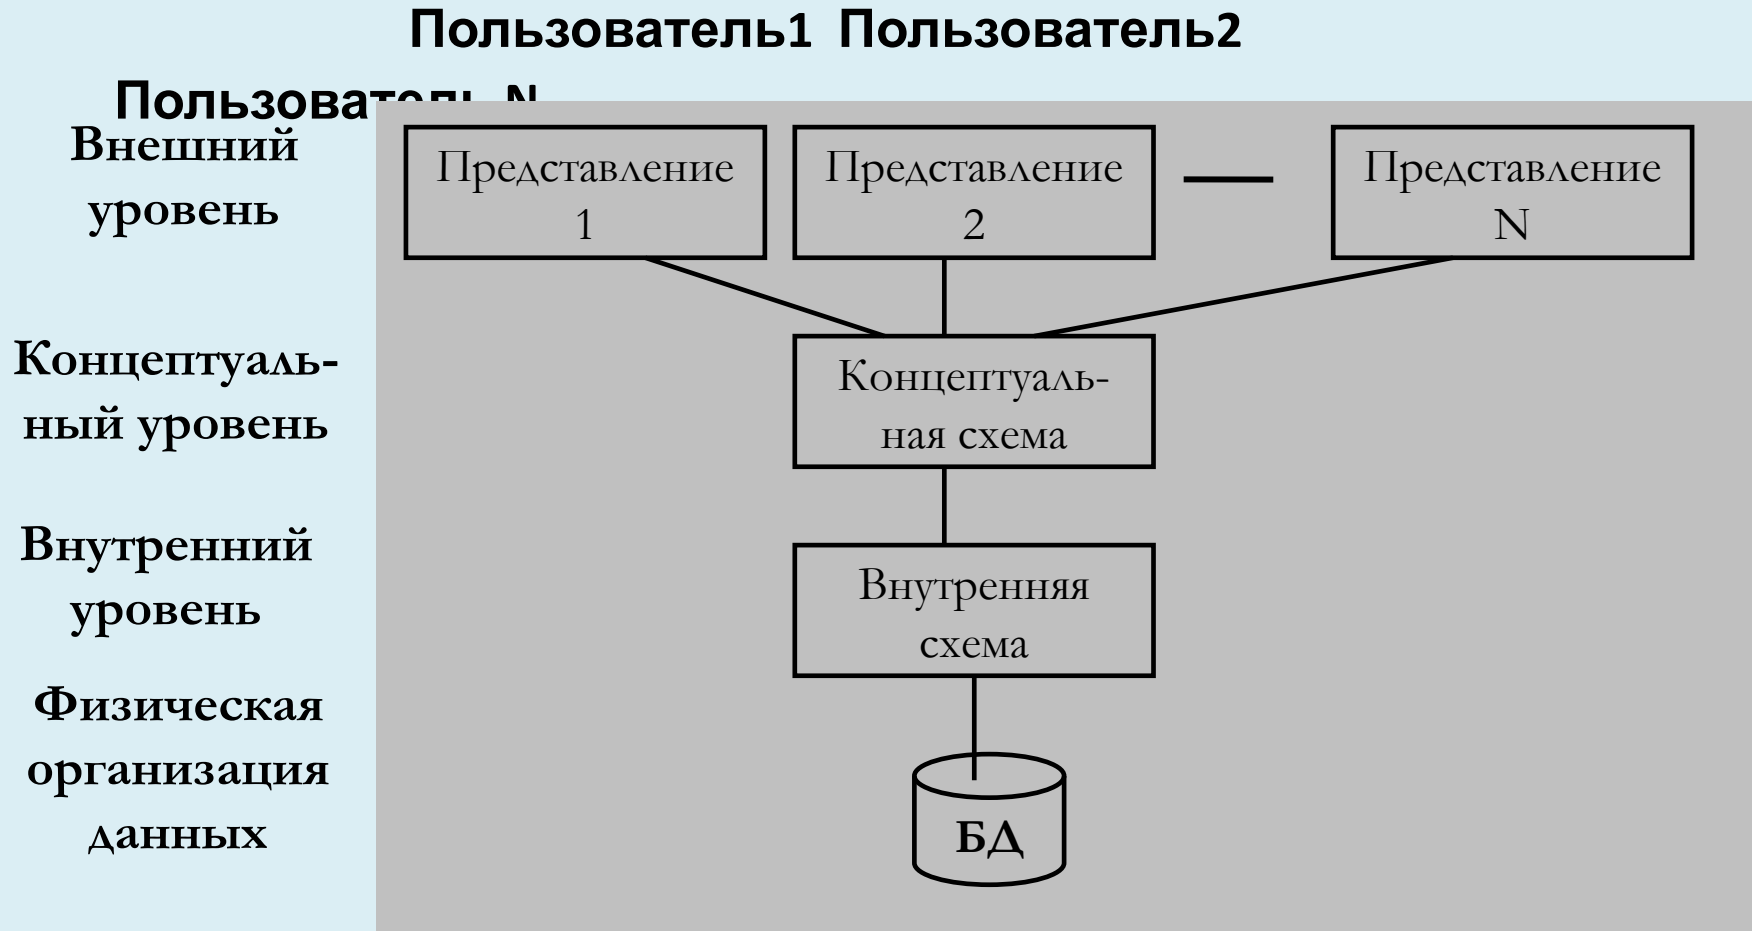 Пользователь1 Пользователь2
Пользователь N
Внешний
уровень
Представление
1
Представление
2
Представление
N
Концептуаль-
ный уровень
Концептуаль-
ная схема
Внутренний
уровень
Внутренняя
схема
Физическая
организация
данных
БД